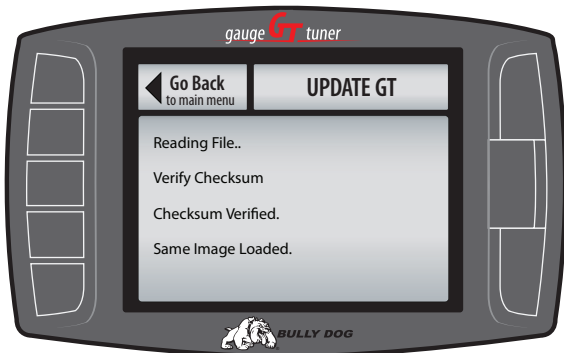 gauge GT tuner
Go Back
to main menu
UPDATE GT
Reading File..
Verify Checksum
Checksum Verified.
Same Image Loaded.
BULLY DOG